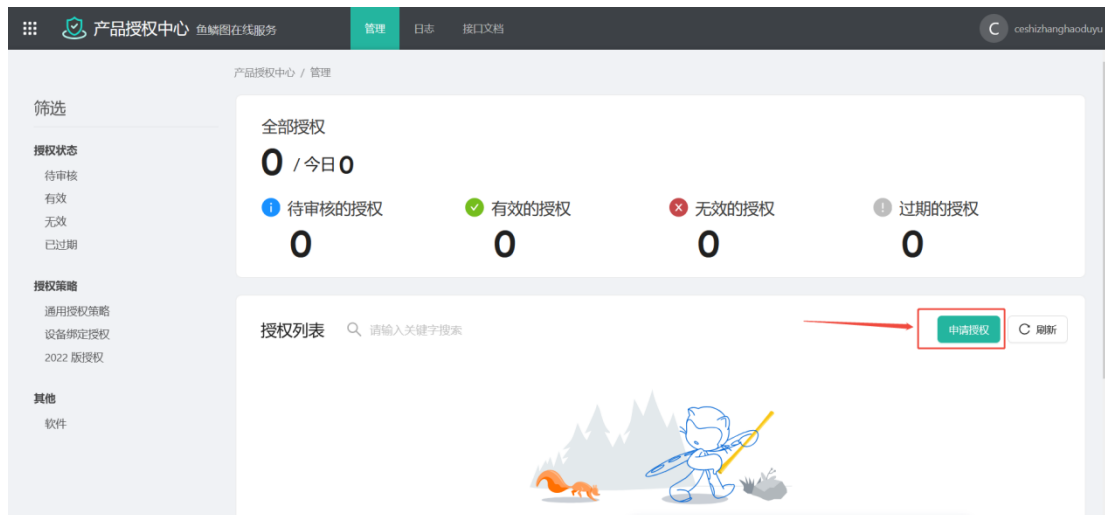 产品授权中心 鱼鳞图在线服务 管理 日志 接口文档 C ceshizhanghaoduyu
产品授权中心 / 管理
筛选
授权状态
待审核
有效
无效
已过期
授权策略
通用授权策略
设备绑定授权
2022 版授权
其他
软件
全部授权
0 / 今日 0
待审核的授权 有效的授权 无效的授权 过期的授权
0 0 0 0
授权列表 请输入关键字搜索 申请授权 刷新